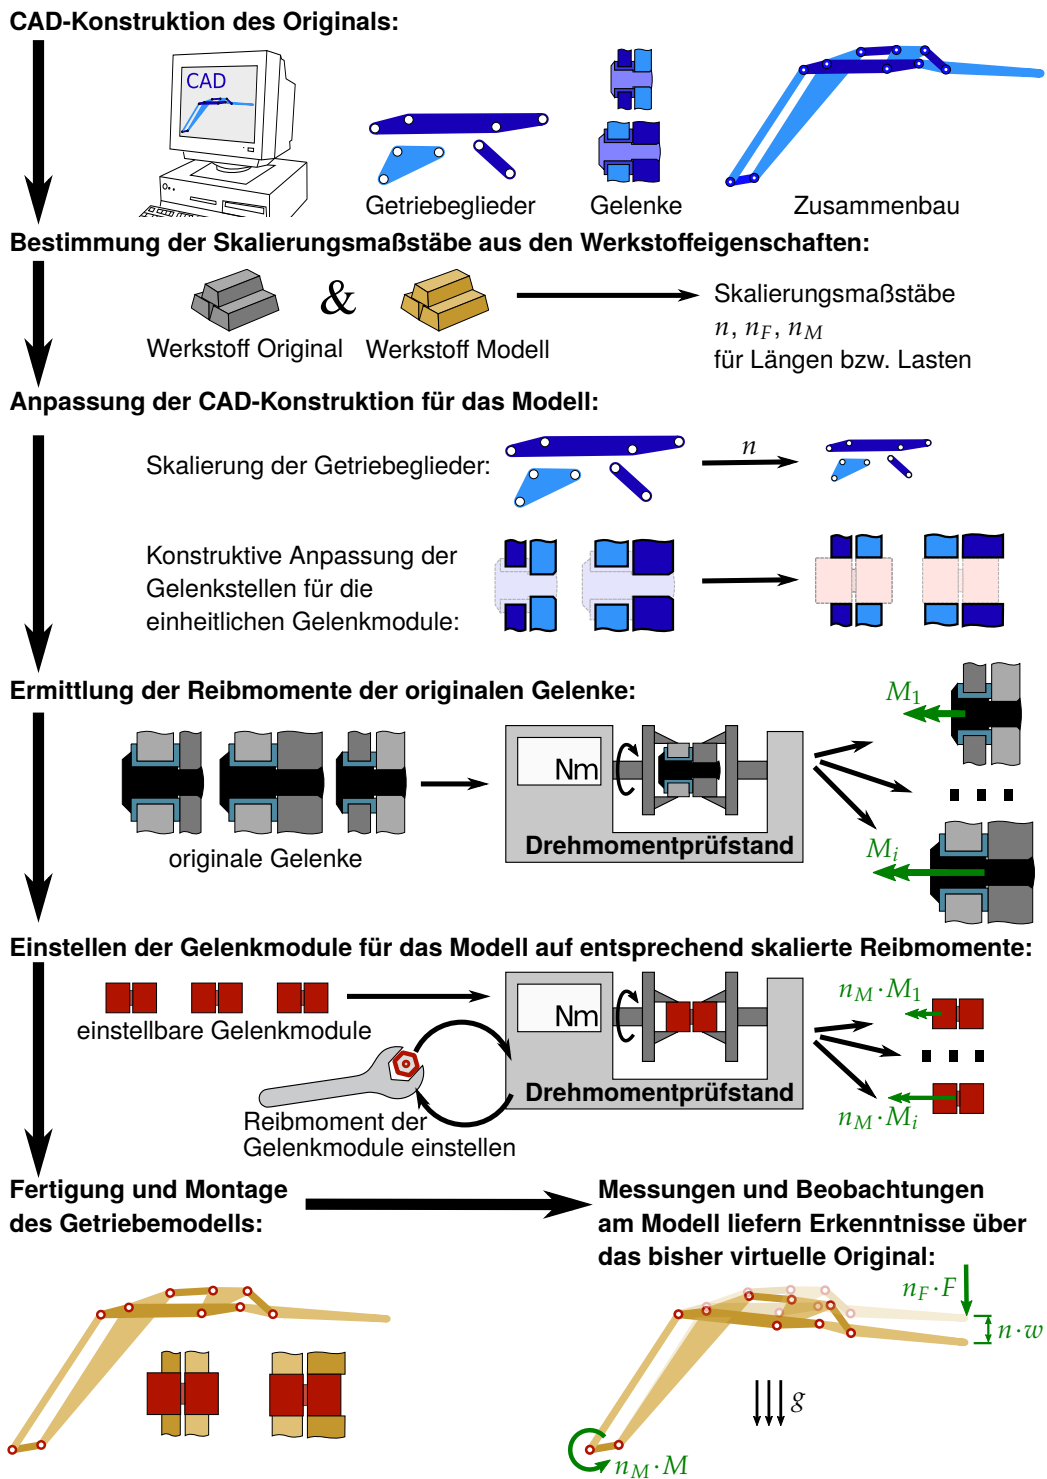 CAD-Konstruktion des Originals:
CAD
Getriebeglieder
Gelenke
Zusammenbau
Bestimmung der Skalierungsmaßstäbe aus den Werkstoffeigenschaften:
&
Werkstoff Original
Werkstoff Modell
Skalierungsmaßstäbe
n, n_F, n_M
für Längen bzw. Lasten
Anpassung der CAD-Konstruktion für das Modell:
Skalierung der Getriebeglieder:
n
Konstruktive Anpassung der
Gelenkstellen für die
einheitlichen Gelenkmodule:
Ermittlung der Reibmomente der originalen Gelenke:
originale Gelenke
Nm
Drehmomentprüfstand
M_1
...
M_i
Einstellen der Gelenkmodule für das Modell auf entsprechend skalierte Reibmomente:
einstellbare Gelenkmodule
Reibmoment der
Gelenkmodule einstellen
Nm
Drehmomentprüfstand
n_M·M_1
...
n_M·M_i
Fertigung und Montage
des Getriebemodells:
Messungen und Beobachtungen
am Modell liefern Erkenntnisse über
das bisher virtuelle Original:
n_F·F
n·w
g
n_M·M